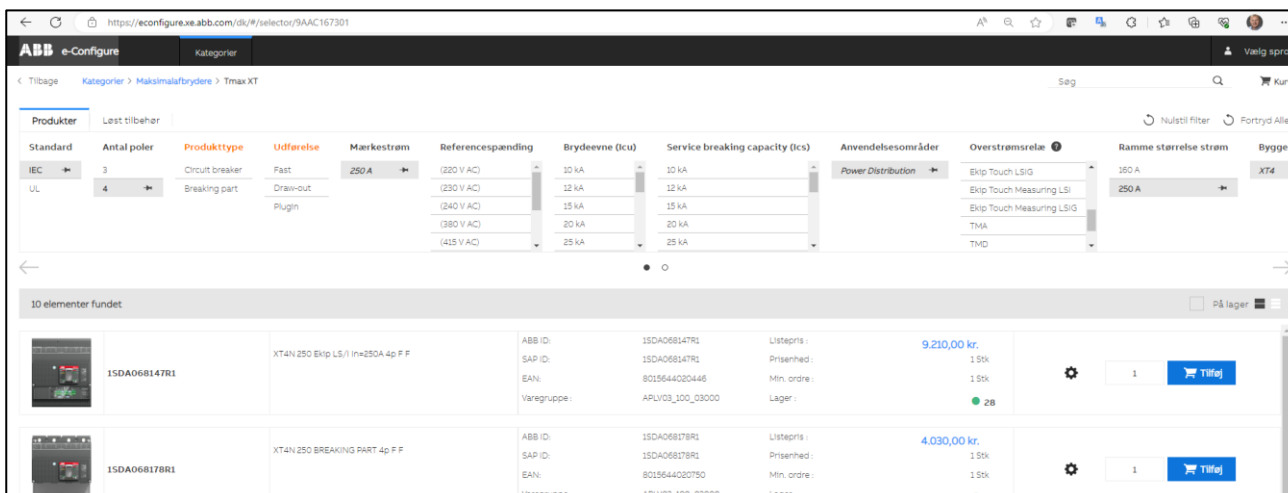 https://econfigure.xe.abb.com/dk/#/selector/9AAC167301
ABB e-Configure Kategorier Vælg spro
Tilbage Kategorier > Maksimalafbrydere > Tmax XT Søg Kur
Produkter Løst tilbehør Nulstil filter Fortryd Alle
Standard Antal poler Produkttype Udførelse Mærkestrøm Referencespænding Brydeevne (Icu) Service breaking capacity (Ics) Anvendelsesområder Overstrømsrelæ Ramme størrelse strøm Bygge
IEC 3 Circuit breaker Fast 250 A (220 V AC) 10 kA 10 kA Power Distribution Ekip Touch LSIG 160 A XT4
UL 4 Breaking part Draw-out (230 V AC) 12 kA 12 kA Ekip Touch Measuring LSI 250 A
Plugin (240 V AC) 15 kA 15 kA Ekip Touch Measuring LSIG
(380 V AC) 20 kA 20 kA TMA
(415 V AC) 25 kA 25 kA TMD
10 elementer fundet På lager
1SDA068147R1 XT4N 250 Ekip LS/I In=250A 4p F F
ABB ID: 1SDA068147R1 Listepris : 9.210,00 kr.
SAP ID: 1SDA068147R1 Prisenhed : 1 Stk
EAN: 8015644020446 Min. ordre : 1 Stk 1 Tilføj
Varegruppe : APLV03_100_03000 Lager : 28
1SDA068178R1 XT4N 250 BREAKING PART 4p F F
ABB ID: 1SDA068178R1 Listepris : 4.030,00 kr.
SAP ID: 1SDA068178R1 Prisenhed : 1 Stk
EAN: 8015644020750 Min. ordre : 1 Stk 1 Tilføj